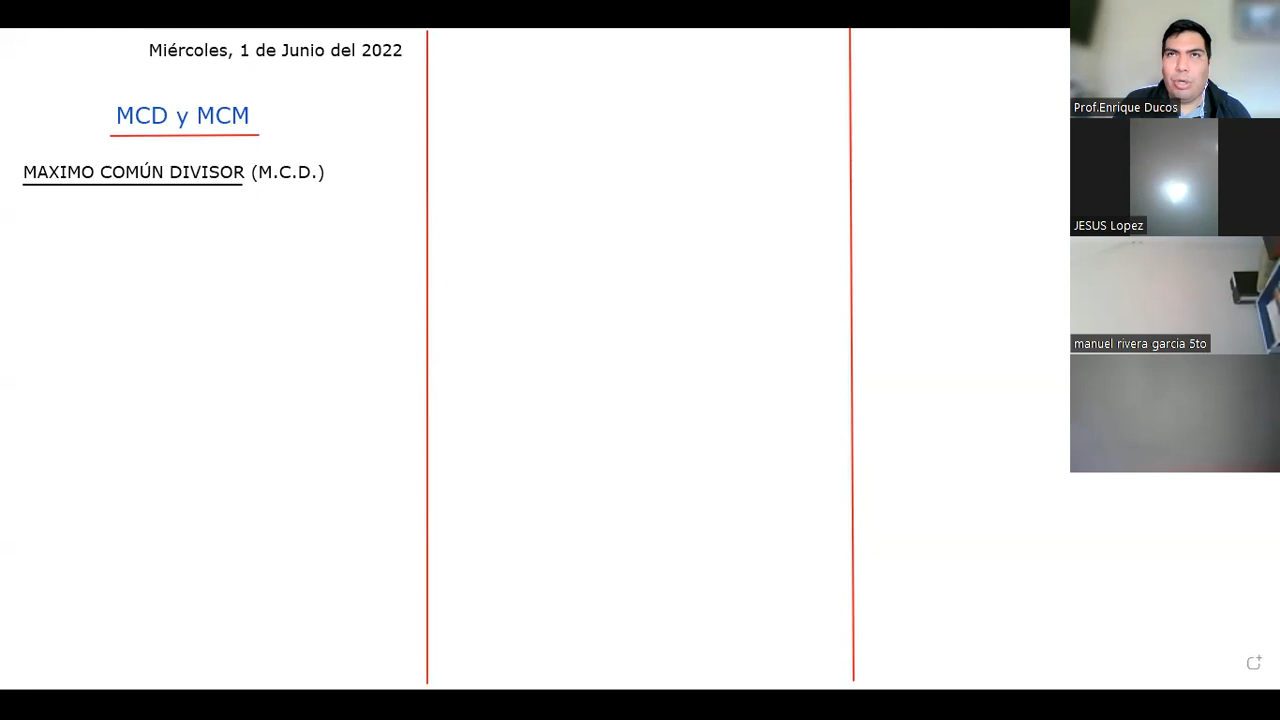 Miércoles, 1 de Junio del 2022
MCD y MCM
MAXIMO COMÚN DIVISOR (M.C.D.)
Prof.Enrique Ducos
JESUS Lopez
manuel rivera garcia 5to